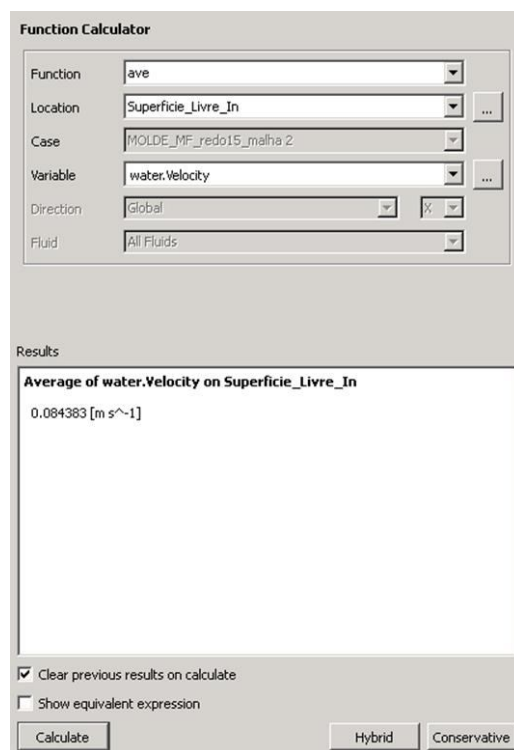 Function Calculator
Function ave
Location Superficie_Livre_In ...
Case MOLDE_MF_redo15_malha 2
Variable water.Velocity ...
Direction Global X
Fluid All Fluids
Results
Average of water.Velocity on Superficie_Livre_In
0.084383 [m s^-1]
Clear previous results on calculate
Show equivalent expression
Calculate Hybrid Conservative